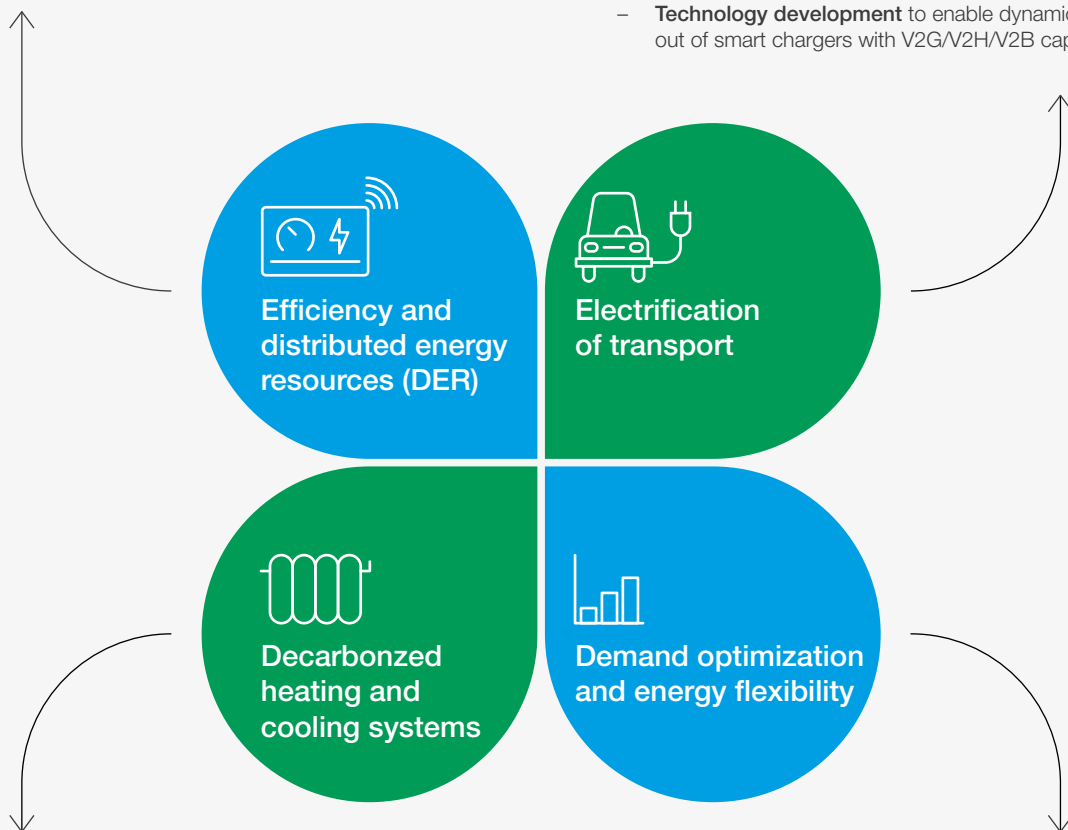 – Technology development to enable dynamic
out of smart chargers with V2G/V2H/V2B cap
Efficiency and
distributed energy
resources (DER)
Electrification
of transport
Decarbonzed
heating and
cooling systems
Demand optimization
and energy flexibility